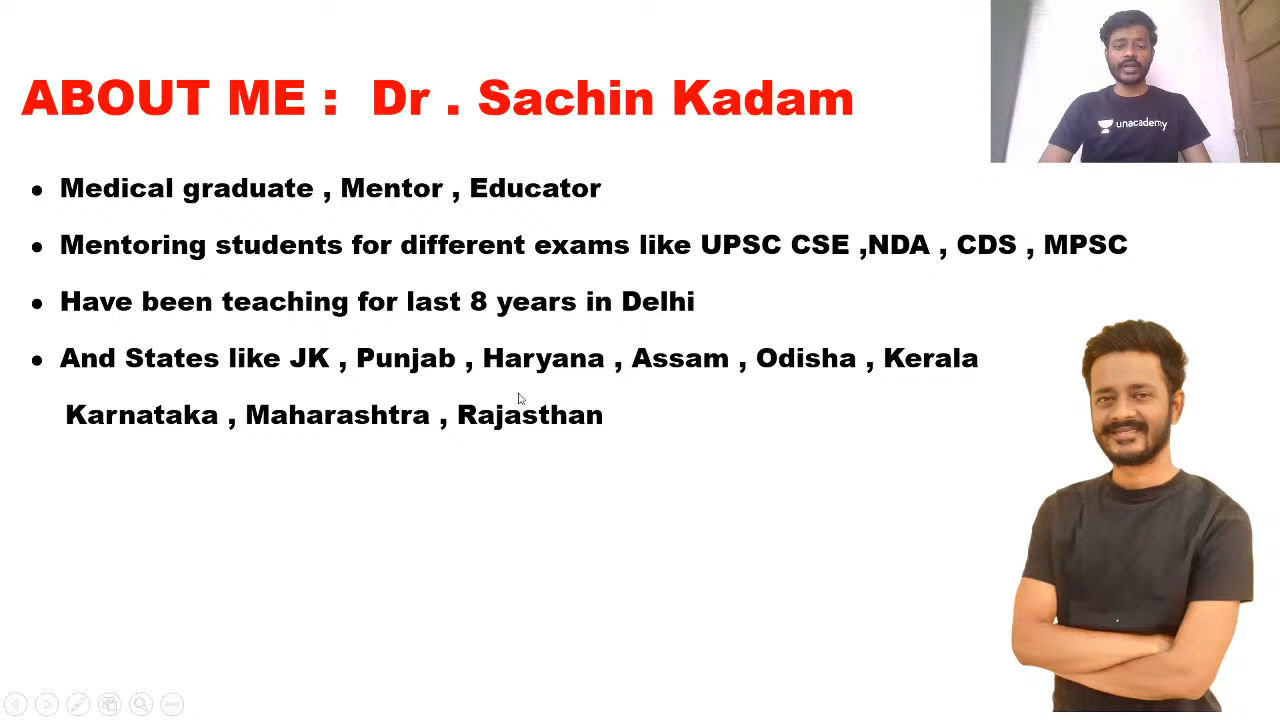 ABOUT ME : Dr . Sachin Kadam
unacademy
• Medical graduate , Mentor , Educator
• Mentoring students for different exams like UPSC CSE ,NDA , CDS , MPSC
• Have been teaching for last 8 years in Delhi
• And States like JK , Punjab , Haryana , Assam , Odisha , Kerala
Karnataka , Maharashtra , Rajasthan